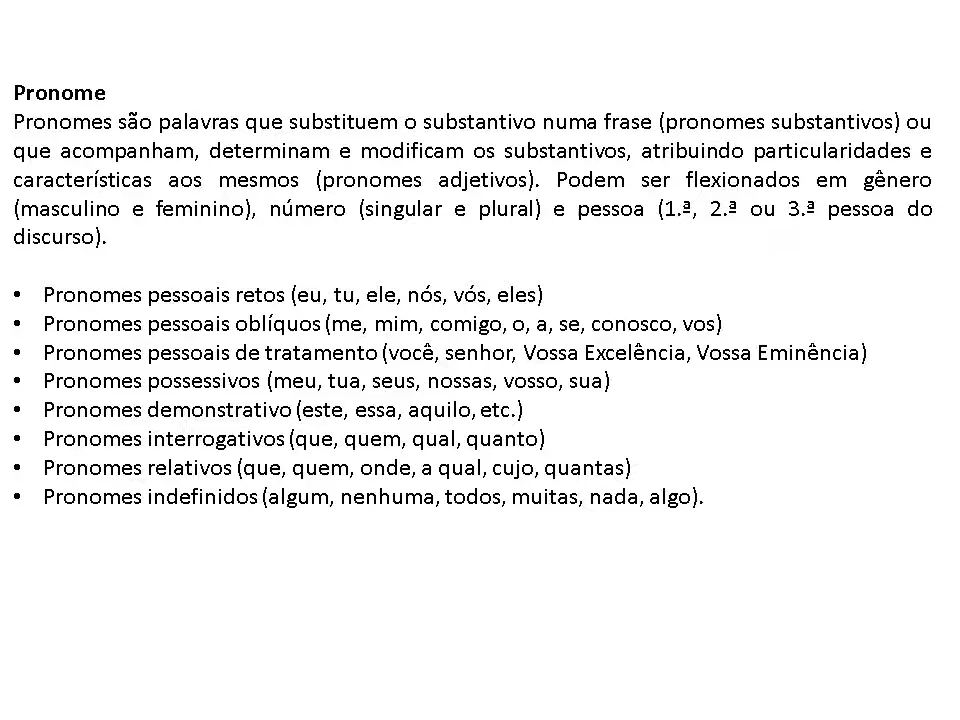 Pronome
Pronomes são palavras que substituem o substantivo numa frase (pronomes substantivos) ou
que acompanham, determinam e modificam os substantivos, atribuindo particularidades e
características aos mesmos (pronomes adjetivos). Podem ser flexionados em gênero
(masculino e feminino), número (singular e plural) e pessoa (1.ª, 2.ª ou 3.ª pessoa do
discurso).
• Pronomes pessoais retos (eu, tu, ele, nós, vós, eles)
• Pronomes pessoais oblíquos (me, mim, comigo, o, a, se, conosco, vos)
• Pronomes pessoais de tratamento (você, senhor, Vossa Excelência, Vossa Eminência)
• Pronomes possessivos (meu, tua, seus, nossas, vosso, sua)
• Pronomes demonstrativo (este, essa, aquilo, etc.)
• Pronomes interrogativos (que, quem, qual, quanto)
• Pronomes relativos (que, quem, onde, a qual, cujo, quantas)
• Pronomes indefinidos (algum, nenhuma, todos, muitas, nada, algo).